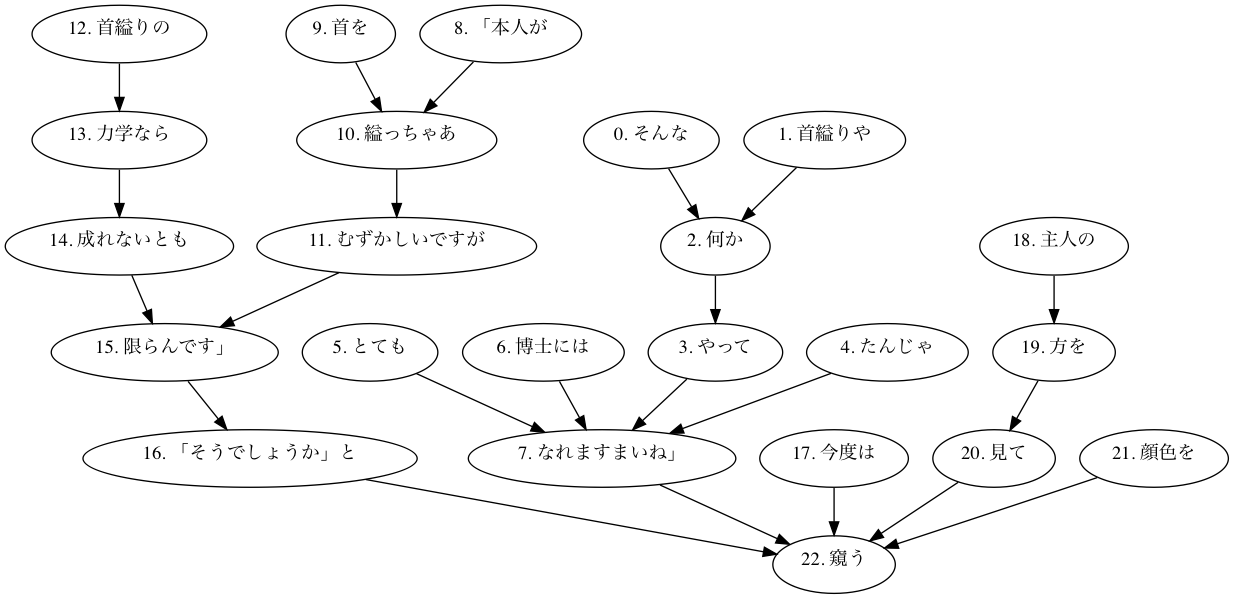 12. 首縊りの
9. 首を
8. 「本人が
13. 力学なら
10. 縊っちゃあ
0. そんな
1. 首縊りや
14. 成れないとも
11. むずかしいですが
2. 何か
18. 主人の
15. 限らんです」
5. とても
6. 博士には
3. やって
4. たんじゃ
19. 方を
16. 「そうでしょうか」と
7. なれますまいね」
17. 今度は
20. 見て
21. 顔色を
22. 窺う